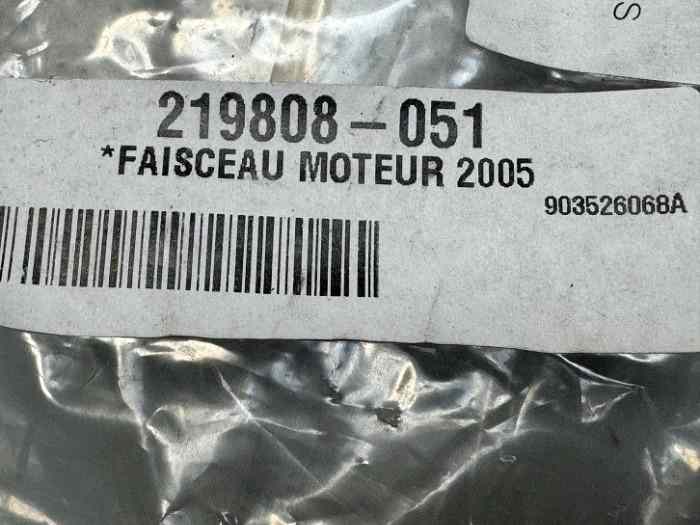 S
219808-051
*FAISCEAU MOTEUR 2005
903526068A